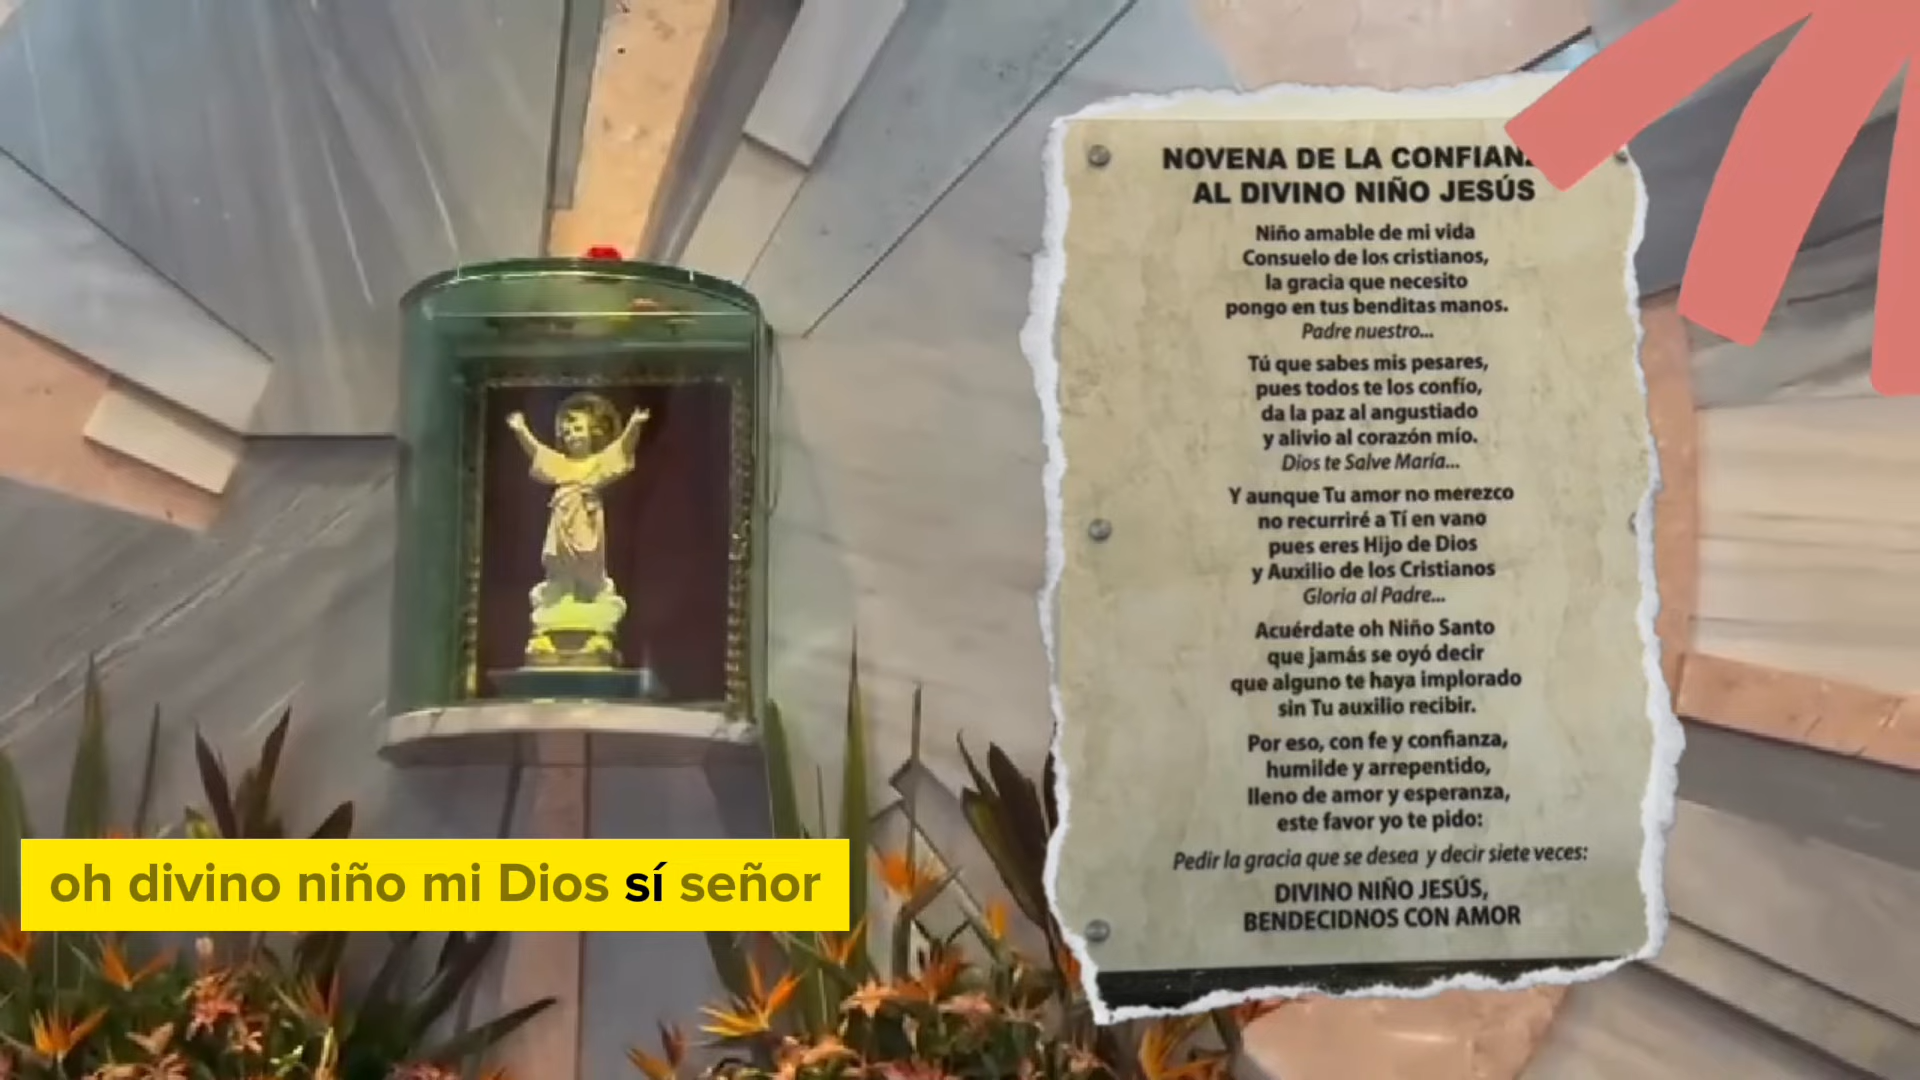 NOVENA DE LA
AL DIVINO NIÑO JESÚS
Niño amable de mi vida
Consuelo de los cristianos,
la gracia que necesito
pongo en tus benditas manos.
Padre nuestro...
Tú que sabes mis pesares,
pues todos te los confío,
da la paz al angustiado
y alivio al corazón mío.
Dios te Salve María...
Y aunque Tu amor no merezco
no recurriré a Tí en vano
pues eres Hijo de Dios
y Auxilio de los Cristianos
Gloria al Padre...
Acuérdate oh Niño Santo
que jamás se oyó decir
que alguno te haya implorado
sin Tu auxilio recibir.
Por eso, con fe y confianza,
humilde y arrepentido,
lleno de amor y esperanza,
este favor yo te pido:
Pedir la gracia que se desea y decir siete veces:
DIVINO NIÑO JESÚS,
BENDECIDNOS CON AMOR
oh divino niño mi Dios sí señor